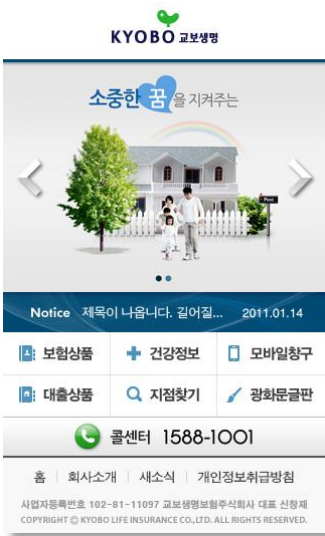 KYOBO 교보생명
소중한 꿈을 지켜주는
Notice 제목이 나옵니다. 길어질... 2011.01.14
보험상품 건강정보 모바일창구
대출상품 지점찾기 광화문글판
콜센터 1588-1001
홈 회사소개 새소식 개인정보취급방침
사업자등록번호 102-81-11097 교보생명보험주식회사 대표 신창재
COPYRIGHT ⓒ KYOBO LIFE INSURANCE CO.,LTD. ALL RIGHTS RESERVED.